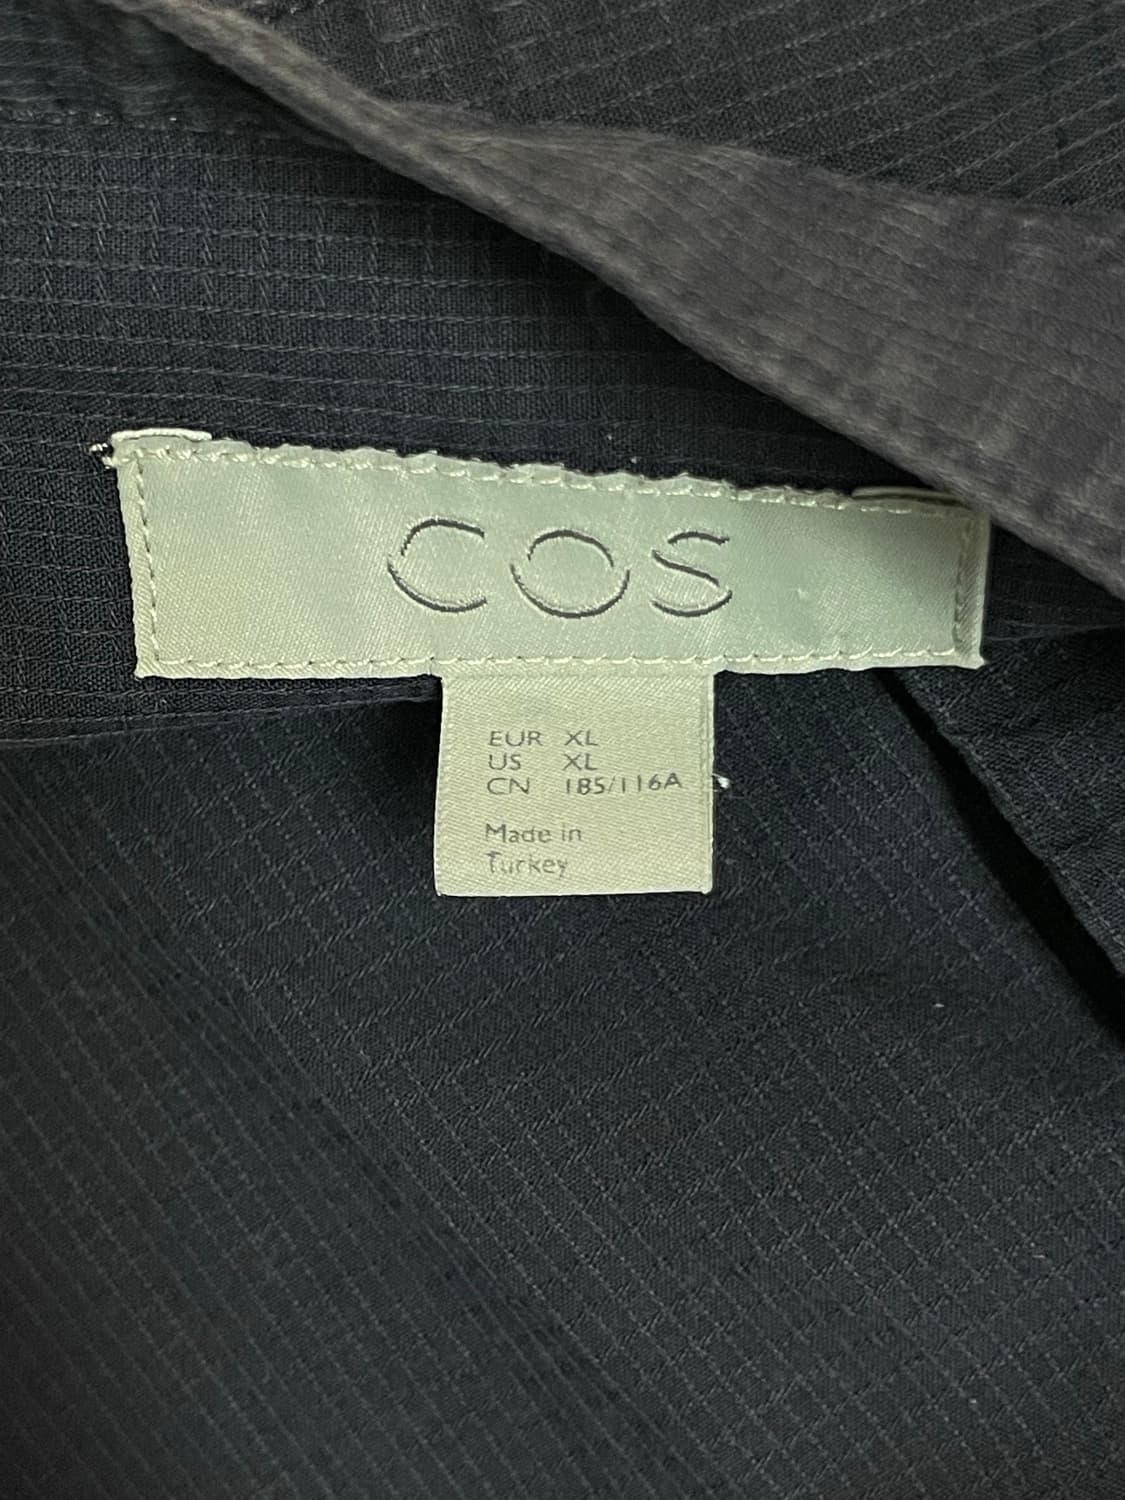 COS
EUR XL
US XL
CN 185/116A
Made in
Turkey